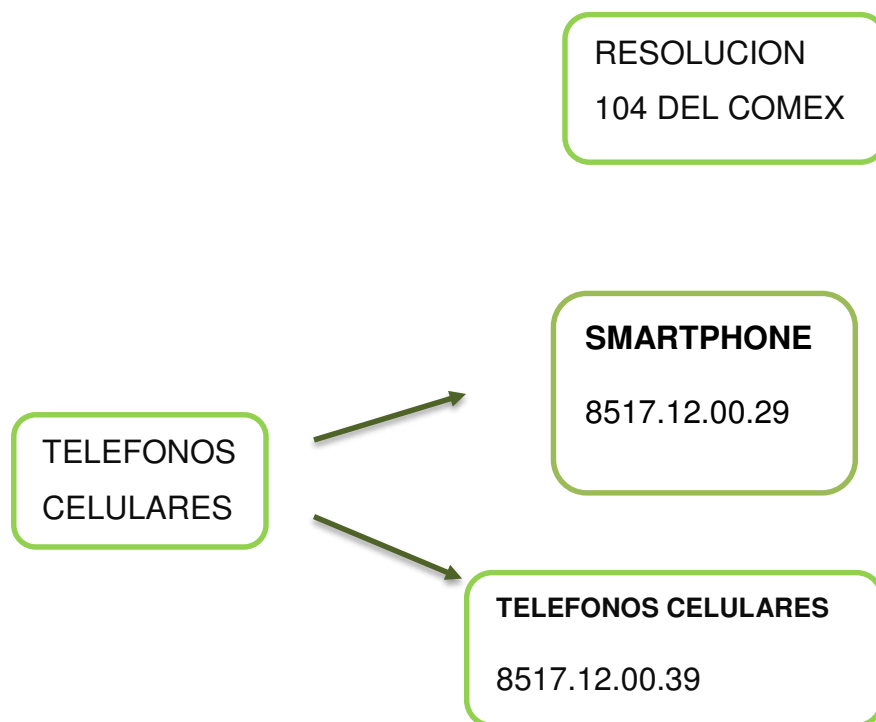 RESOLUCION
104 DEL COMEX
SMARTPHONE
8517.12.00.29
TELEFONOS
CELULARES
TELEFONOS CELULARES
8517.12.00.39